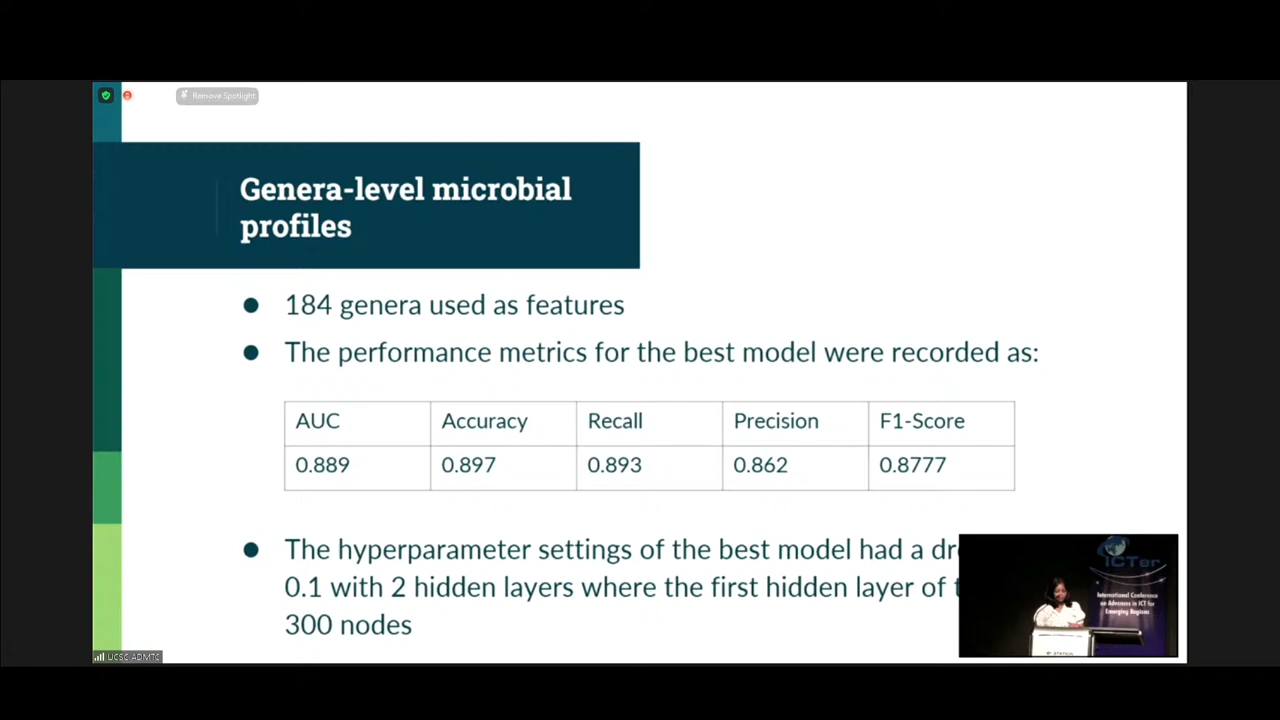 Remove Spotlight
Genera-level microbial
profiles
● 184 genera used as features
● The performance metrics for the best model were recorded as:
AUC Accuracy Recall Precision F1-Score
0.889 0.897 0.893 0.862 0.8777
● The hyperparameter settings of the best model had a
0.1 with 2 hidden layers where the first hidden layer of
300 nodes
ICTer
International Conference
on Advances in ICT for
Emerging Regions
UCSC ADMTC